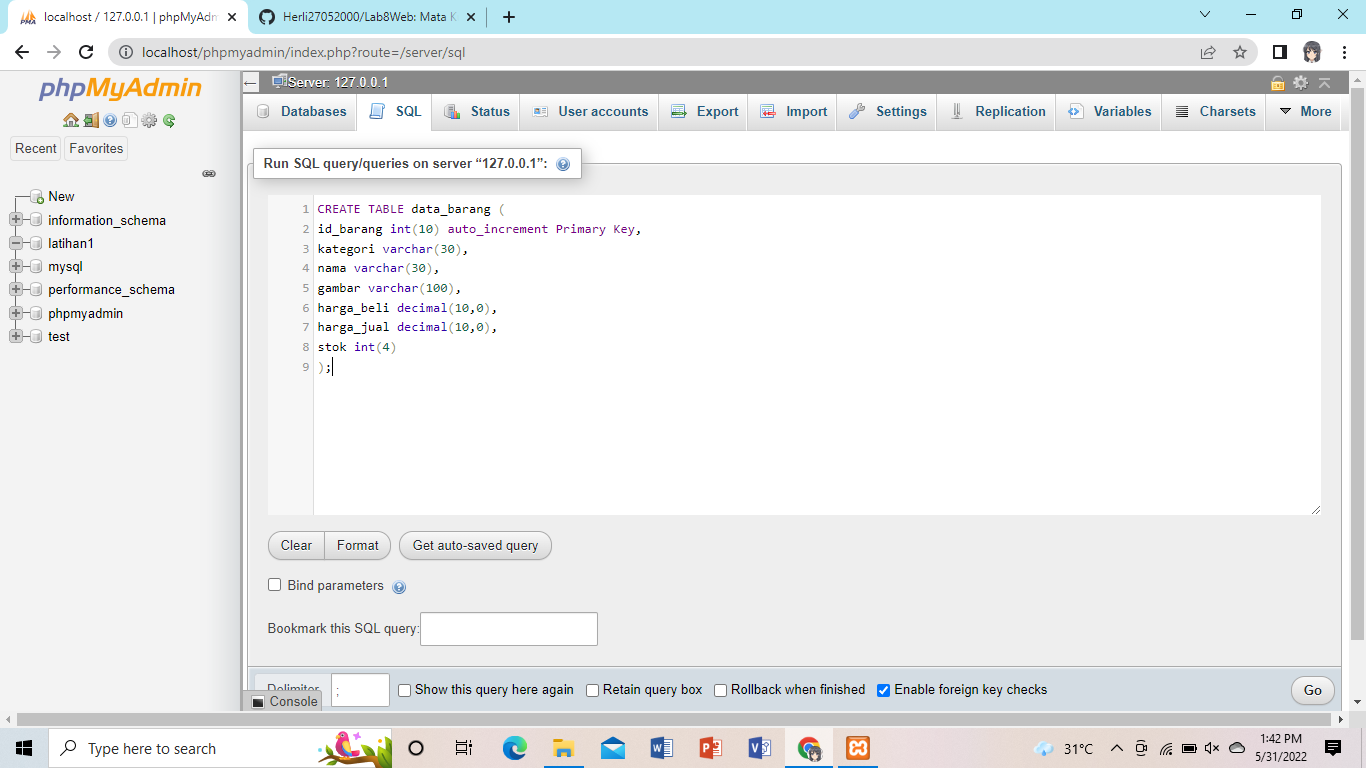 localhost / 127.0.0.1 | phpMyAdm
Herli27052000/Lab8Web: Mata K
localhost/phpmyadmin/index.php?route=/server/sql
phpMyAdmin
Recent
Favorites
New
information_schema
latihan1
mysql
performance_schema
phpmyadmin
test
Server: 127.0.0.1
Databases
SQL
Status
User accounts
Export
Import
Settings
Replication
Variables
Charsets
More
Run SQL query/queries on server “127.0.0.1”:
1 CREATE TABLE data_barang (
2 id_barang int(10) auto_increment Primary Key,
3 kategori varchar(30),
4 nama varchar(30),
5 gambar varchar(100),
6 harga_beli decimal(10,0),
7 harga_jual decimal(10,0),
8 stok int(4)
9 );
Clear
Format
Get auto-saved query
Bind parameters
Bookmark this SQL query:
Delimiter
;
Show this query here again
Retain query box
Rollback when finished
Enable foreign key checks
Go
Console
Type here to search
31°C
1:42 PM
5/31/2022